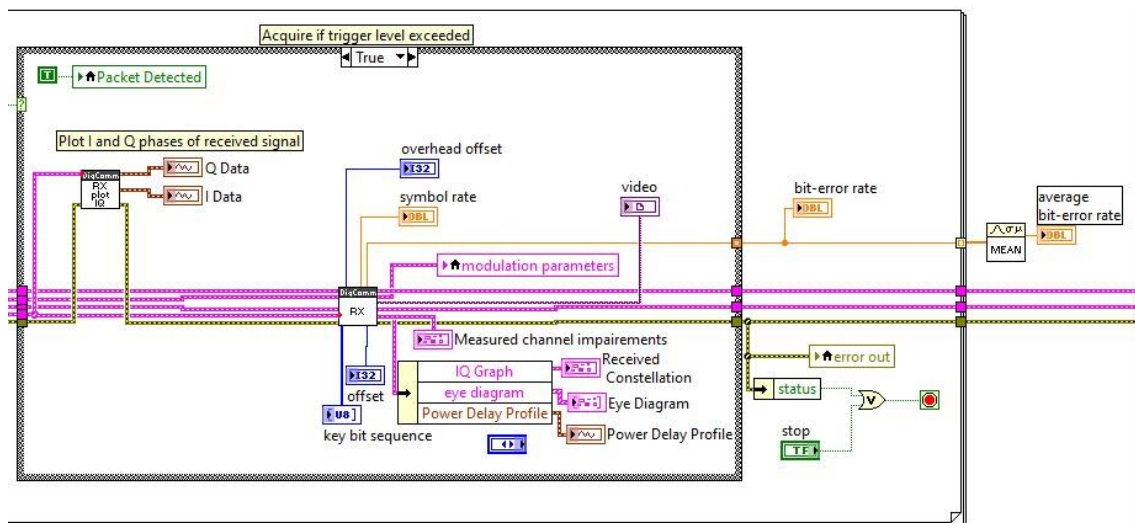 Acquire if trigger level exceeded
True
T
Packet Detected
?
Plot I and Q phases of received signal
DigComm
RX
plot
IQ
Q Data
I Data
overhead offset
I32
symbol rate
DBL
video
bit-error rate
DBL
average
bit-error rate
DBL
MEAN
modulation parameters
DigComm
RX
Measured channel impairements
error out
I32
offset
U8
key bit sequence
IQ Graph
eye diagram
Power Delay Profile
Received
Constellation
Eye Diagram
Power Delay Profile
status
V
stop
TF